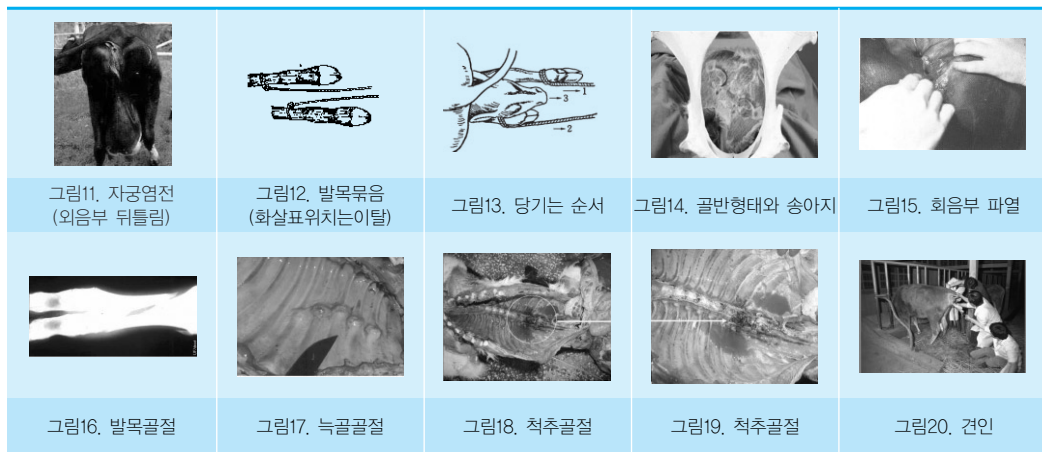 1
3
2
그림11. 자궁염전
(외음부 뒤틀림)
그림12. 발목묶음
(화살표위치는이탈)
그림13. 당기는 순서
그림14. 골반형태와 송아지
그림15. 회음부 파열
그림16. 발목골절
그림17. 늑골골절
그림18. 척추골절
그림19. 척추골절
그림20. 견인